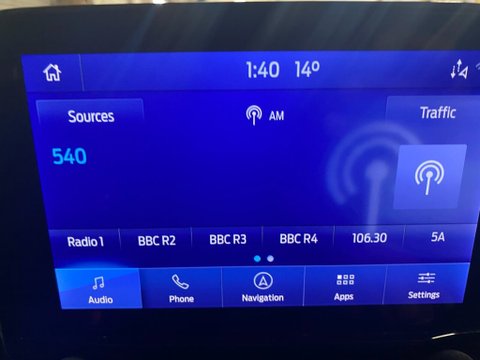 1:40 14°
Sources AM Traffic
540
Radio 1 BBC R2 BBC R3 BBC R4 106.30 5A
Audio Phone Navigation Apps Settings